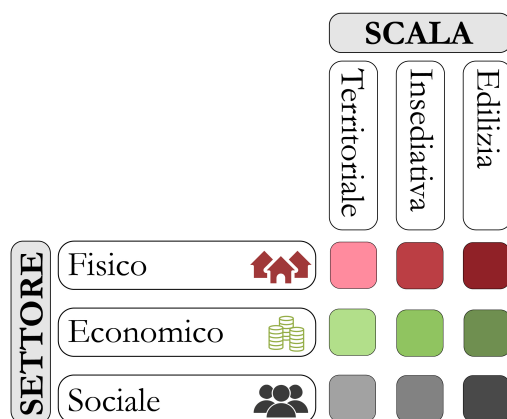 SCALA
Territoriale
Insediativa
Edilizia
SETTORE
Fisico
Economico
Sociale